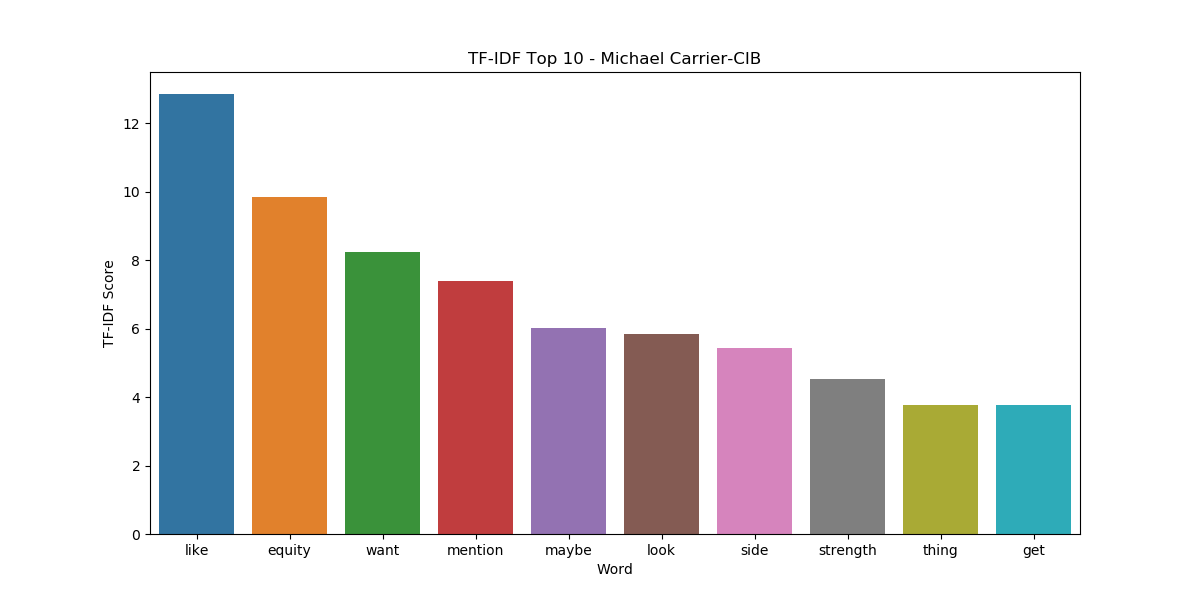 TF-IDF Top 10 - Michael Carrier-CIB
12
10
8
6
4
2
0
TF-IDF Score
like equity want mention maybe look side strength thing get
Word